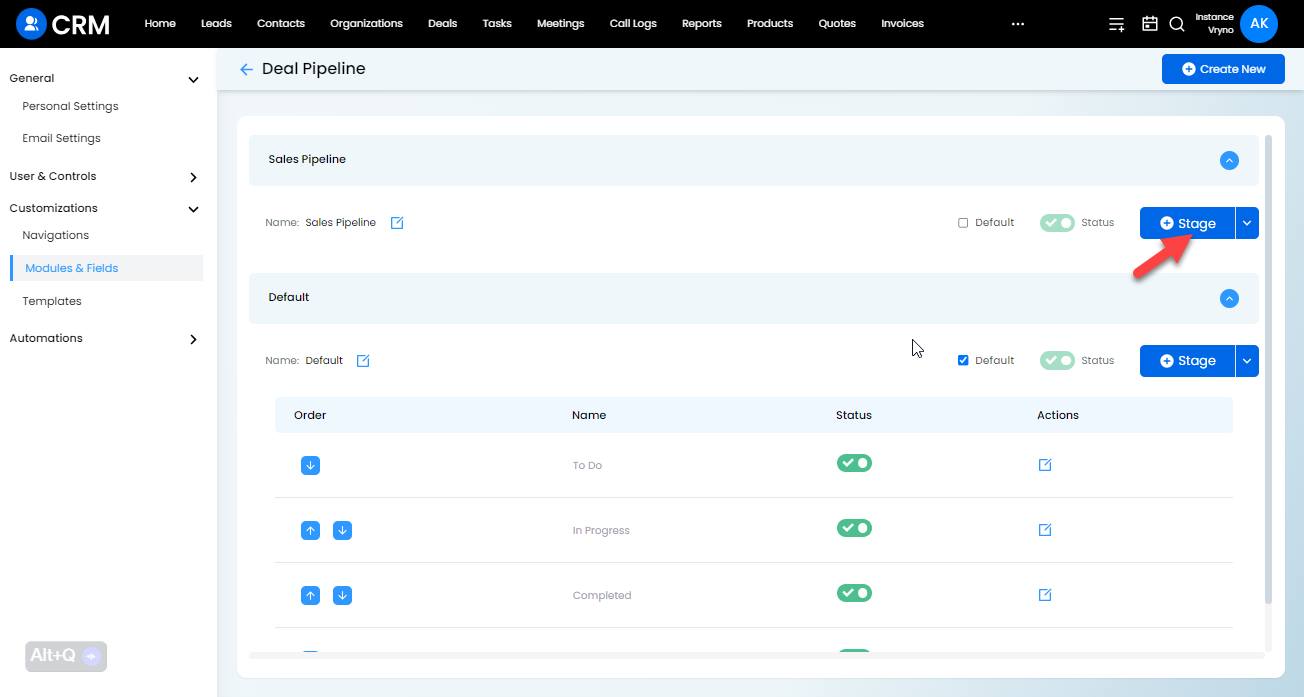 CRM
Home Leads Contacts Organizations Deals Tasks Meetings Call Logs Reports Products Quotes Invoices ...
Instance
Vryno
AK
General
Personal Settings
Email Settings
User & Controls
Customizations
Navigations
Modules & Fields
Templates
Automations
Alt+Q
Deal Pipeline
Create New
Sales Pipeline
Name: Sales Pipeline Default Status Stage
Default
Name: Default Default Status Stage
Order Name Status Actions
To Do
In Progress
Completed